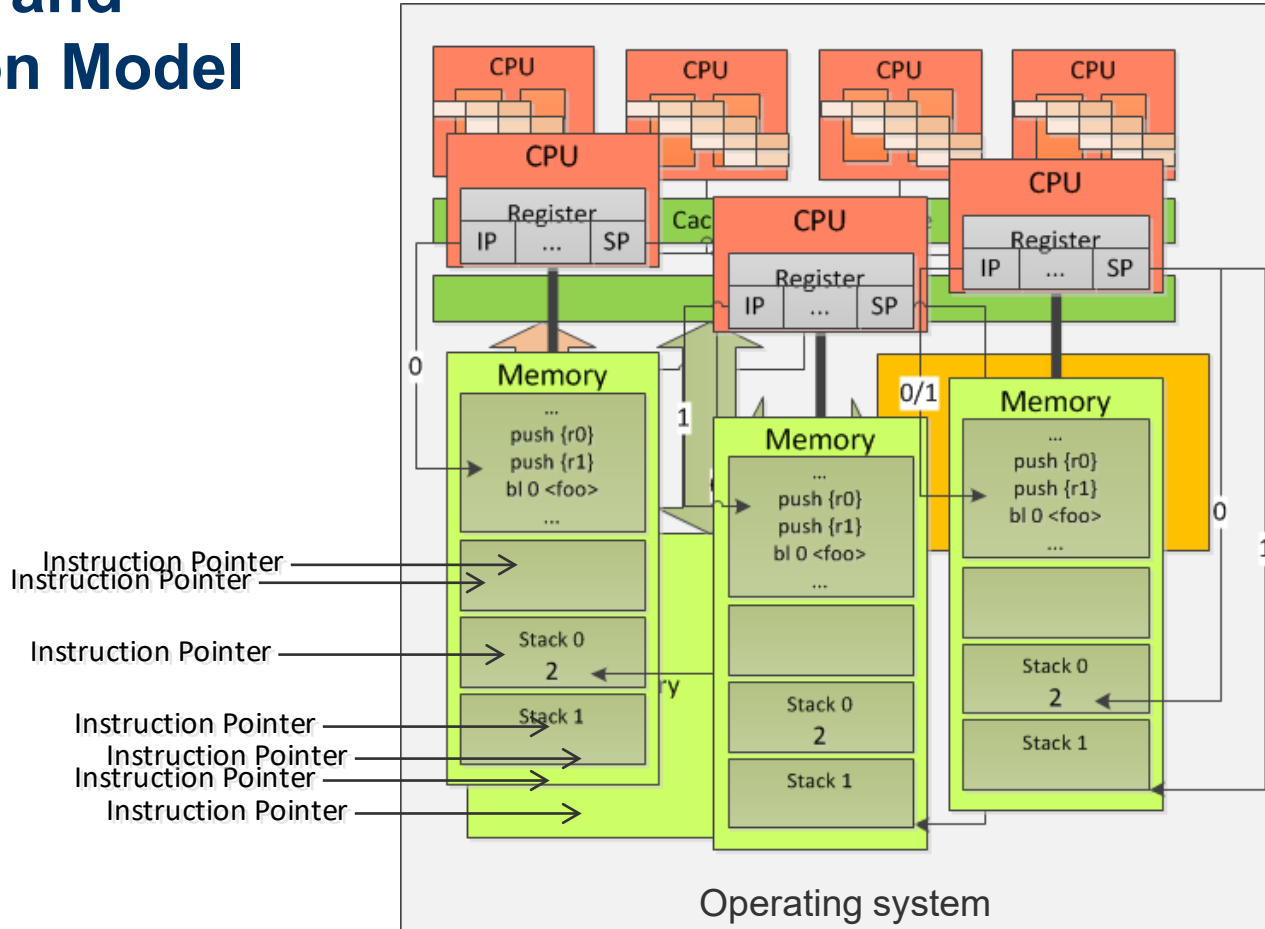 and
on Model
CPU
CPU
CPU
CPU
CPU
Register
IP
...
SP
Cac
e
CPU
Register
IP
...
SP
CPU
Register
IP
...
SP
0
1
0/1
0
1
Memory
...
push {r0}
push {r1}
bl 0 <foo>
...
Stack 0
2
Stack 1
ry
Memory
...
push {r0}
push {r1}
bl 0 <foo>
...
Stack 0
2
Stack 1
Memory
...
push {r0}
push {r1}
bl 0 <foo>
...
Stack 0
2
Stack 1
Instruction Pointer
Instruction Pointer
Instruction Pointer
Instruction Pointer
Instruction Pointer
Instruction Pointer
Instruction Pointer
Operating system